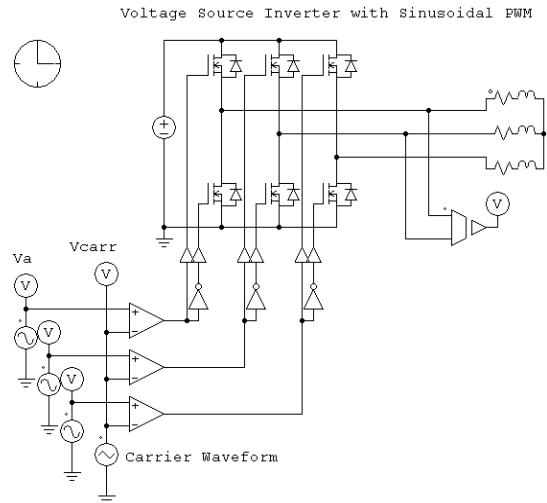 Voltage Source Inverter with Sinusoidal PWM
V
Vcarr
Va
V
V
V
V
Carrier Waveform